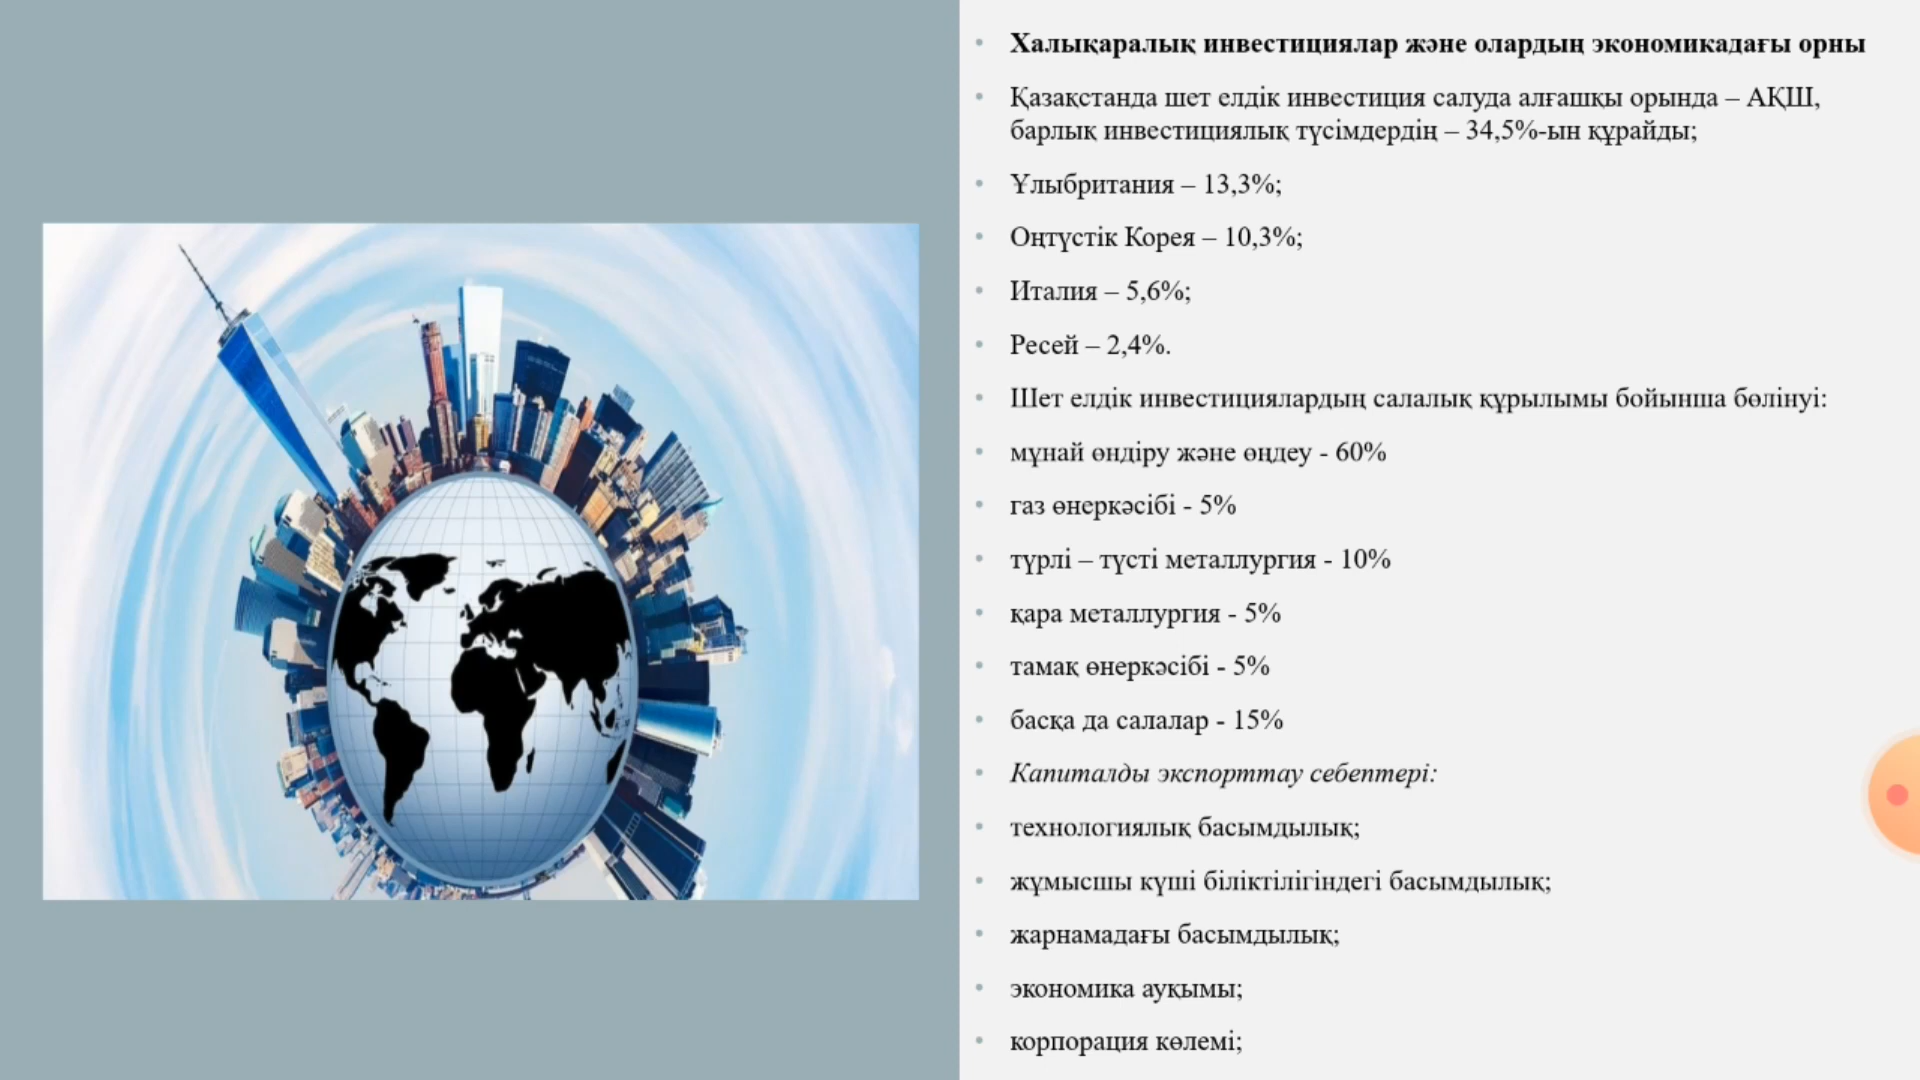 Халықаралық инвестициялар және олардың экономикадағы орны
Қазақстанда шет елдік инвестиция салуда алғашқы орында – АҚШ,
барлық инвестициялық түсімдердің – 34,5%-ын құрайды;
Ұлыбритания – 13,3%;
Оңтүстік Корея – 10,3%;
Италия – 5,6%;
Ресей – 2,4%.
Шет елдік инвестициялардың салалық құрылымы бойынша бөлінуі:
мұнай өндіру және өңдеу - 60%
газ өнеркәсібі - 5%
түрлі – түсті металлургия - 10%
қара металлургия - 5%
тамақ өнеркәсібі - 5%
басқа да салалар - 15%
Капиталды экспорттау себептері:
технологиялық басымдылық;
жұмысшы күші біліктілігіндегі басымдылық;
жарнамадағы басымдылық;
экономика ауқымы;
корпорация көлемі;